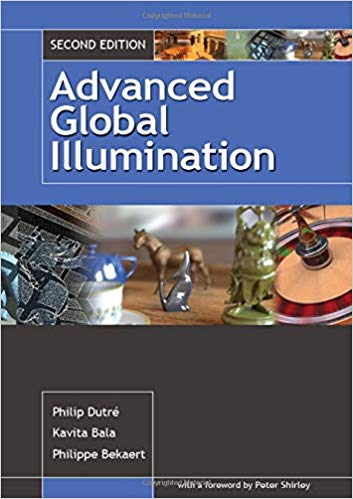 SECOND EDITION
Advanced
Global
Illumination
Philip Dutré
Kavita Bala
Philippe Bekaert
with a foreword by Peter Shirley